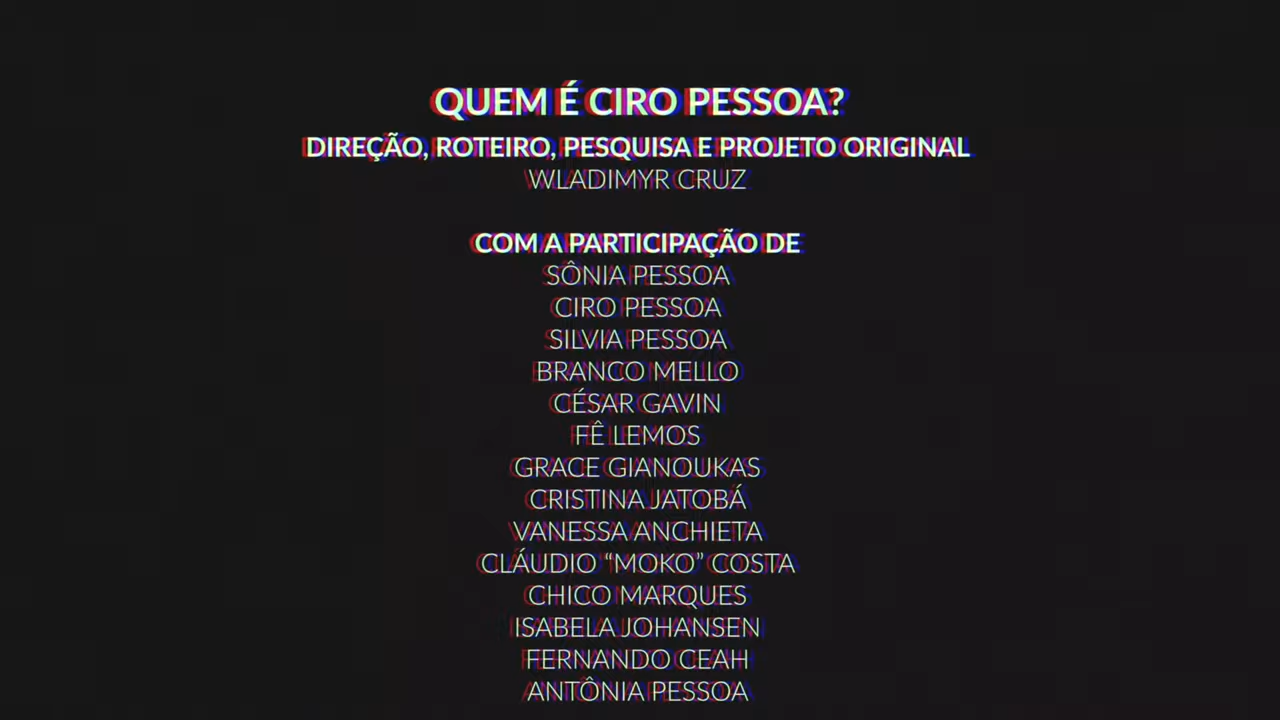 QUEM É CIRO PESSOA?
DIREÇÃO, ROTEIRO, PESQUISA E PROJETO ORIGINAL
WLADIMYR CRUZ
COM A PARTICIPAÇÃO DE
SÔNIA PESSOA
CIRO PESSOA
SILVIA PESSOA
BRANCO MELLO
CÉSAR GAVIN
FÊ LEMOS
GRACE GIANOUKAS
CRISTINA JATOBÁ
VANESSA ANCHIETA
CLÁUDIO “MOKO” COSTA
CHICO MARQUES
ISABELA JOHANSEN
FERNANDO CEAH
ANTÔNIA PESSOA